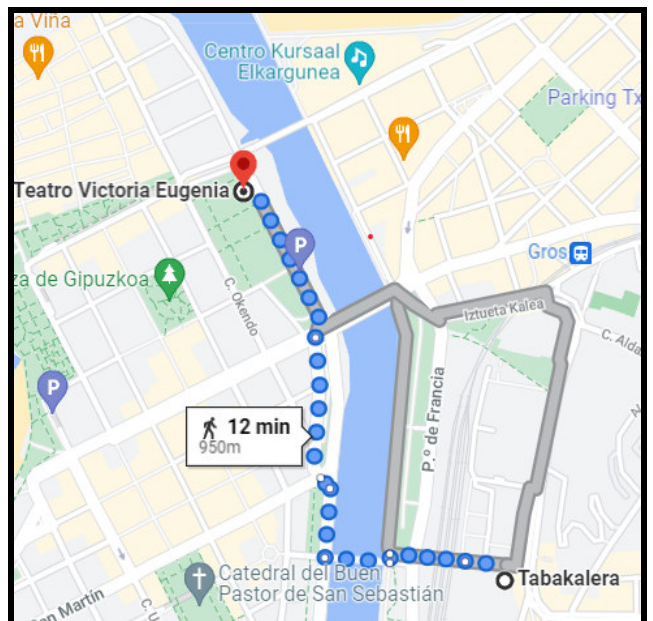 a Viña
Centro Kursaal
Elkargunea
Parking Tx
Teatro Victoria Eugenia
P
Gros
za de Gipuzkoa
C. Okendo
Iztueta Kalea
C. Alda
P
P.º de Francia
12 min
950m
Tabakalera
Catedral del Buen
Pastor de San Sebastián
San Martín
C. U